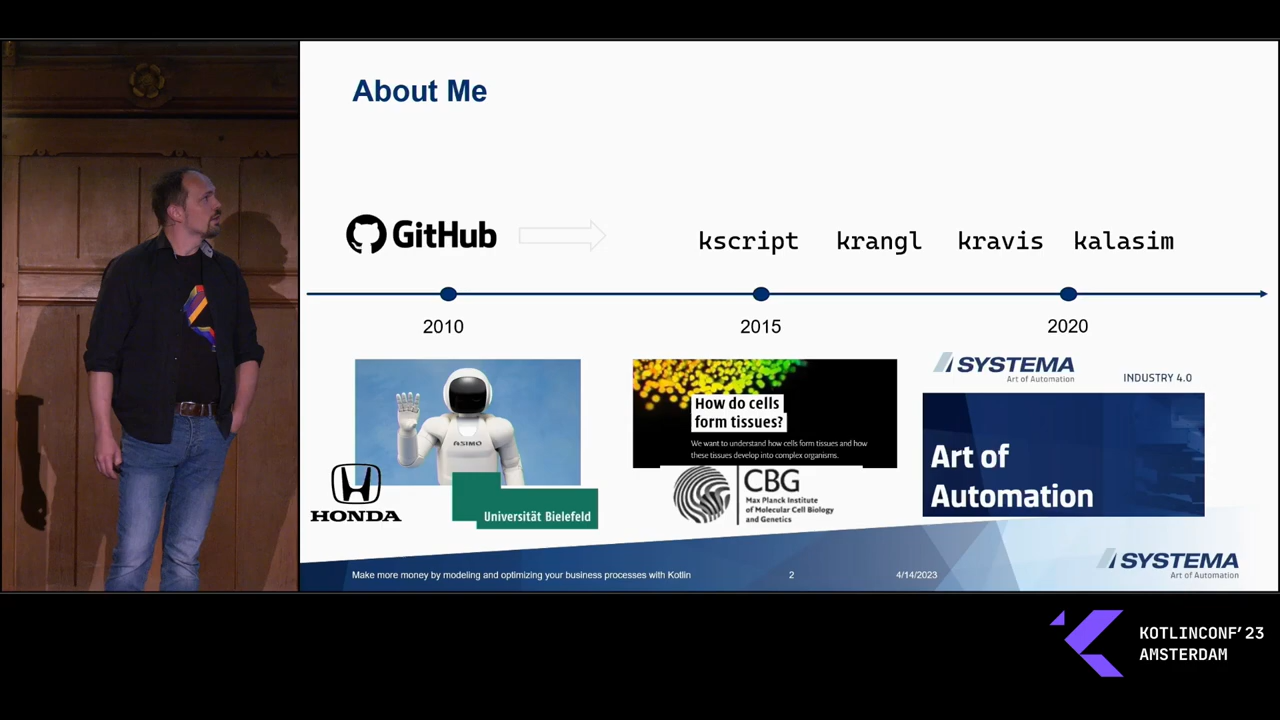 About Me
GitHub
kscript krangl kravis kalasim
2010 2015 2020
ASIMO
HONDA
Universität Bielefeld
How do cells
form tissues?
We want to understand how cells form tissues and how
these tissues develop into complex organisms.
CBG
Max Planck Institute
of Molecular Cell Biology
and Genetics
SYSTEMA
Art of Automation
INDUSTRY 4.0
Art of
Automation
Make more money by modeling and optimizing your business processes with Kotlin
2
4/14/2023
SYSTEMA
Art of Automation
KOTLINCONF'23
AMSTERDAM